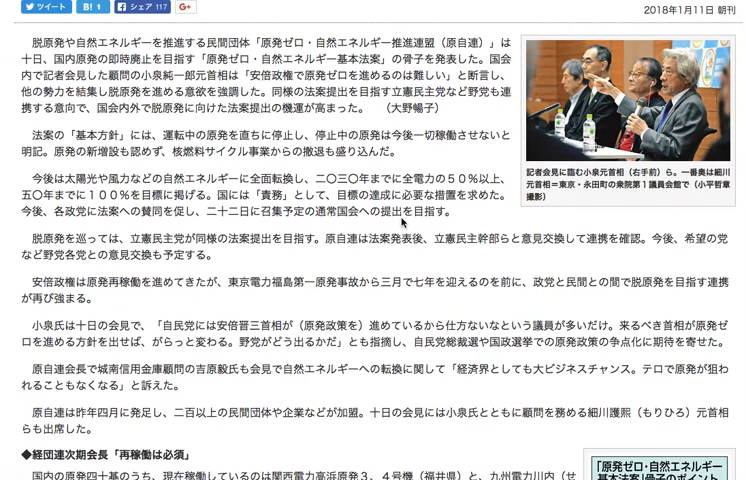 ツイート B! 1 シェア 117 G+
2018年1月11日 朝刊
脱原発や自然エネルギーを推進する民間団体「原発ゼロ・自然エネルギー推進連盟（原自連）」は
十日、国内原発の即時廃止を目指す「原発ゼロ・自然エネルギー基本法案」の骨子を発表した。国会
内で記者会見した顧問の小泉純一郎元首相は「安倍政権で原発ゼロを進めるのは難しい」と断言し、
他の勢力を結集し脱原発を進める意欲を強調した。同様の法案提出を目指す立憲民主党など野党も連
携する意向で、国会内外で脱原発に向けた法案提出の機運が高まった。　（大野暢子）
法案の「基本方針」には、運転中の原発を直ちに停止し、停止中の原発は今後一切稼働させないと
明記。原発の新増設も認めず、核燃料サイクル事業からの撤退も盛り込んだ。
今後は太陽光や風力などの自然エネルギーに全面転換し、二〇三〇年までに全電力の５０％以上、
五〇年までに１００％を目標に掲げる。国には「責務」として、目標の達成に必要な措置を求めた。
今後、各政党に法案への賛同を促し、二十二日に召集予定の通常国会への提出を目指す。
記者会見に臨む小泉元首相（右手前）ら。一番奥は細川
元首相＝東京・永田町の衆院第１議員会館で（小平哲章
撮影）
脱原発を巡っては、立憲民主党が同様の法案提出を目指す。原自連は法案発表後、立憲民主幹部らと意見交換して連携を確認。今後、希望の党
など野党各党との意見交換も予定する。
安倍政権は原発再稼働を進めてきたが、東京電力福島第一原発事故から三月で七年を迎えるのを前に、政党と民間との間で脱原発を目指す連携
が再び強まる。
小泉氏は十日の会見で、「自民党には安倍晋三首相が（原発政策を）進めているから仕方ないなという議員が多いだけ。来るべき首相が原発ゼ
ロを進める方針を出せば、がらっと変わる。野党がどう出るかだ」とも指摘し、自民党総裁選や国政選挙での原発政策の争点化に期待を寄せた。
原自連会長で城南信用金庫顧問の吉原毅氏も会見で自然エネルギーへの転換に関して「経済界としても大ビジネスチャンス。テロで原発が狙わ
れることもなくなる」と訴えた。
原自連は昨年四月に発足し、二百以上の民間団体や企業などが加盟。十日の会見には小泉氏とともに顧問を務める細川護熙（もりひろ）元首相
らも出席した。
◆経団連次期会長「再稼働は必須」
国内の原発四十基のうち、現在稼働しているのは関西電力高浜原発３、４号機（福井県）と、九州電力川内（せ
「原発ゼロ・自然エネルギー
基本法案」骨子のポイント